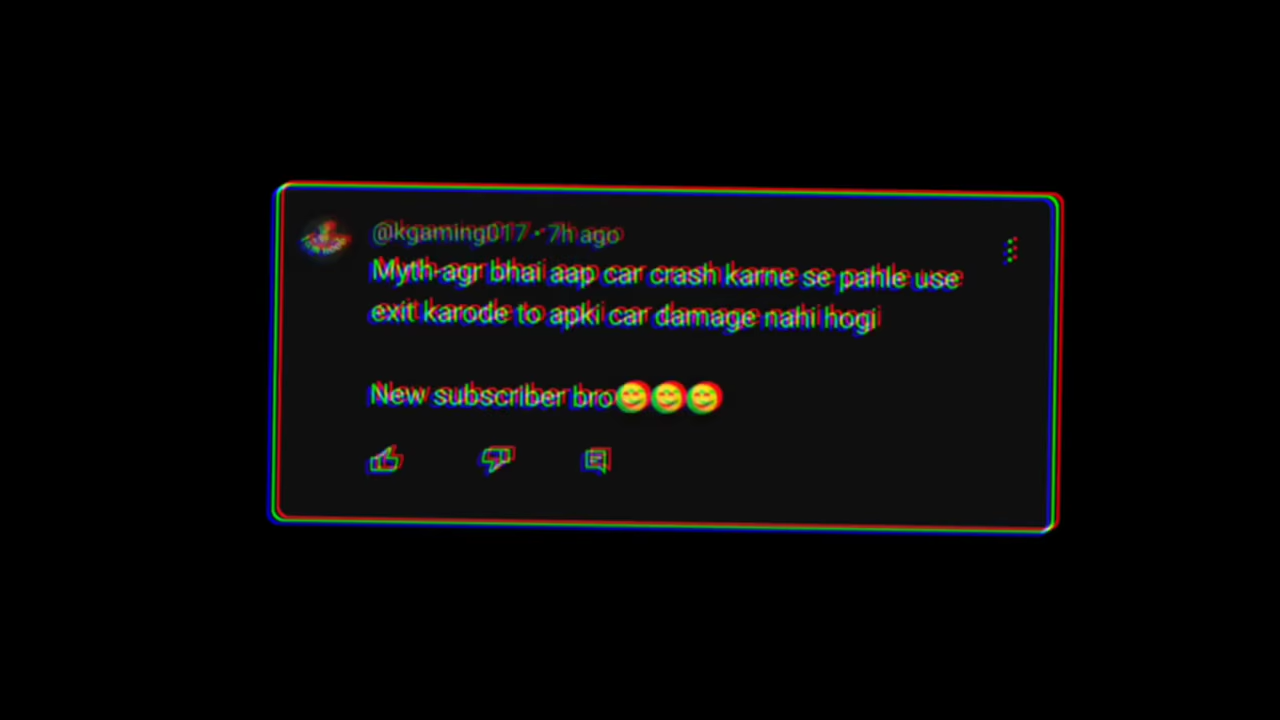 @kgaming017 • 7h ago
Myth-agr bhai aap car crash karne se pahle use
exit karode to apki car damage nahi hogi
New subscriber bro😊😊😊